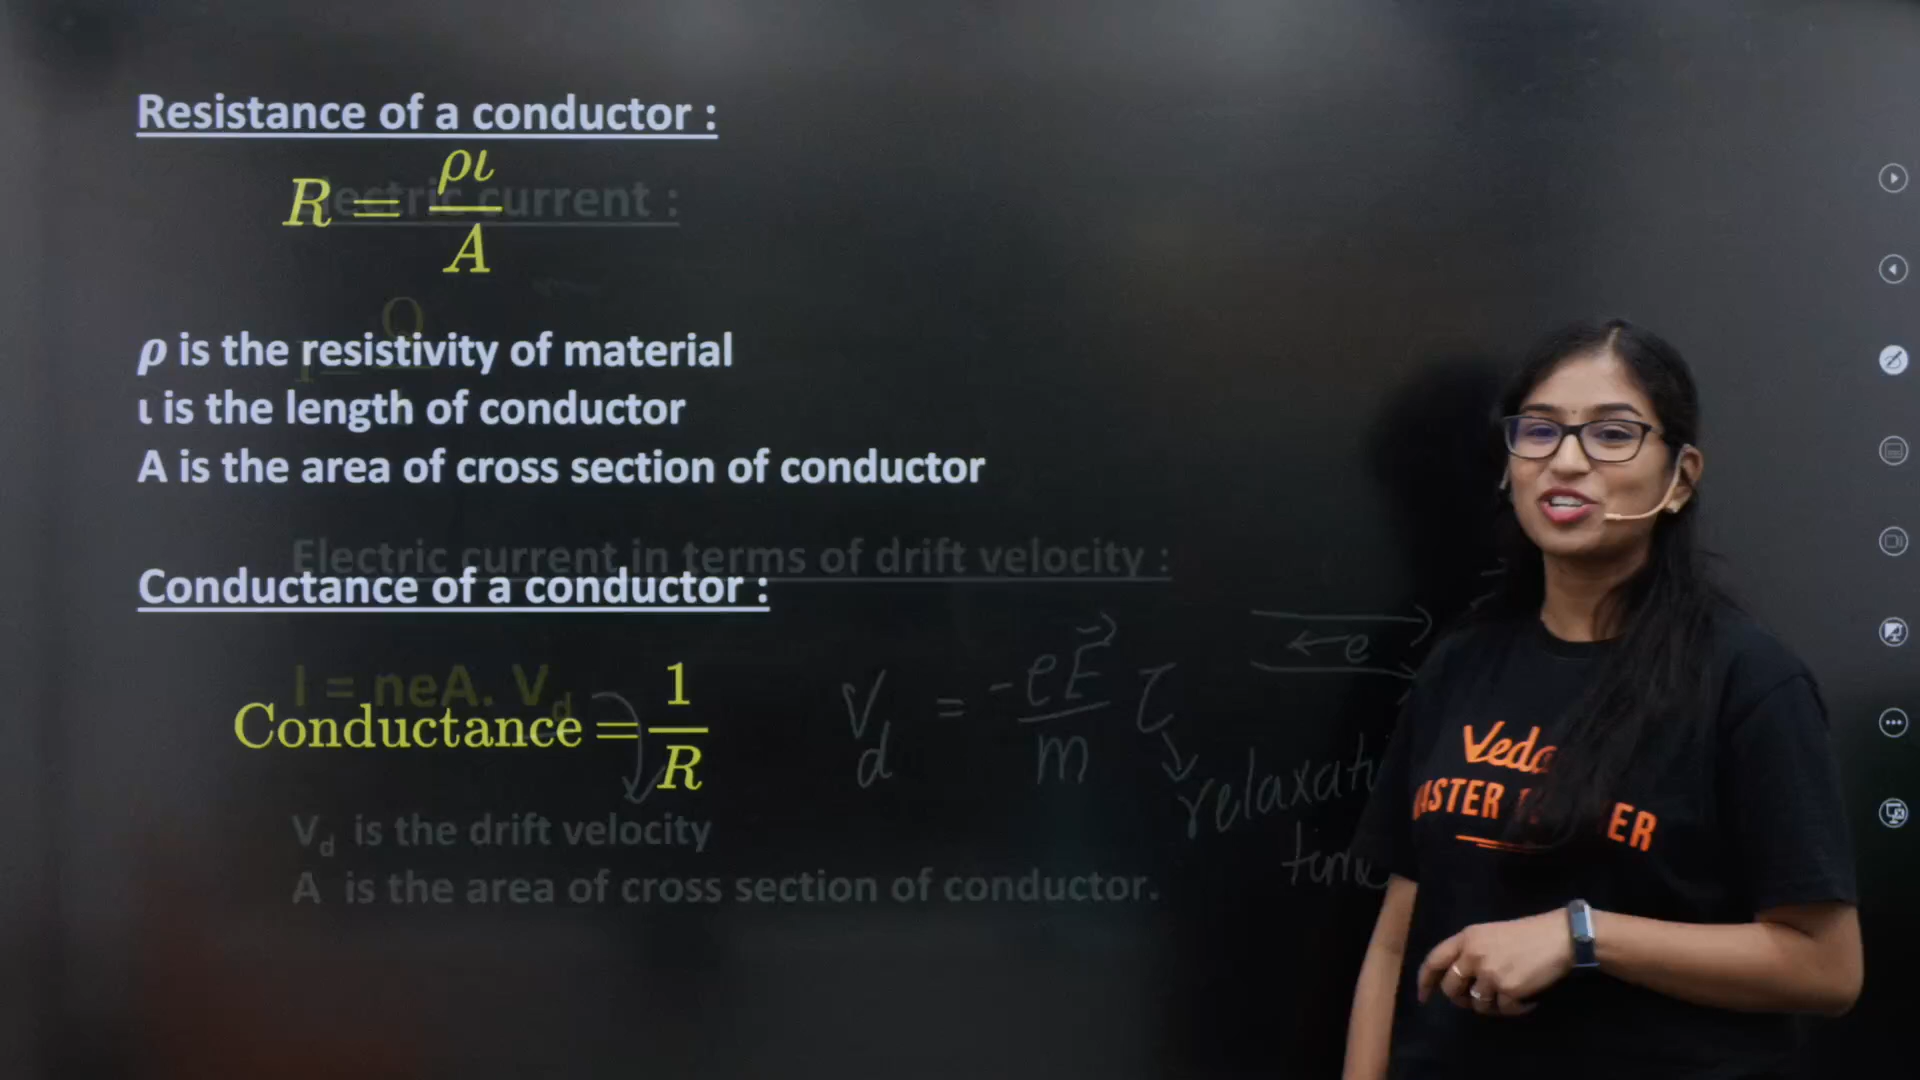 Resistance of a conductor :
R = ρι / A
Electric current :
Q
ρ is the resistivity of material
ι is the length of conductor
A is the area of cross section of conductor
Electric current in terms of drift velocity :
Conductance of a conductor :
I = neA. Vd
Conductance = 1 / R
Vd = -eE⃗ / m τ
← e
relaxati
time
Vd is the drift velocity
A is the area of cross section of conductor.
Veda
ASTER
ER